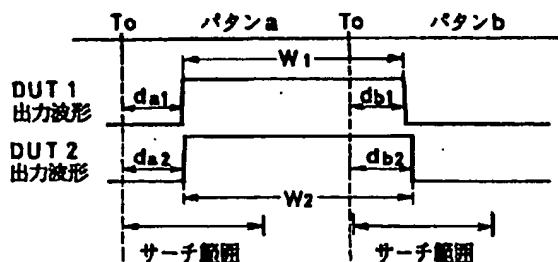 To パタンa To パタンb
W1
DUT 1
出力波形
da1 db1
DUT 2
出力波形
da2 db2
W2
サーチ範囲 サーチ範囲